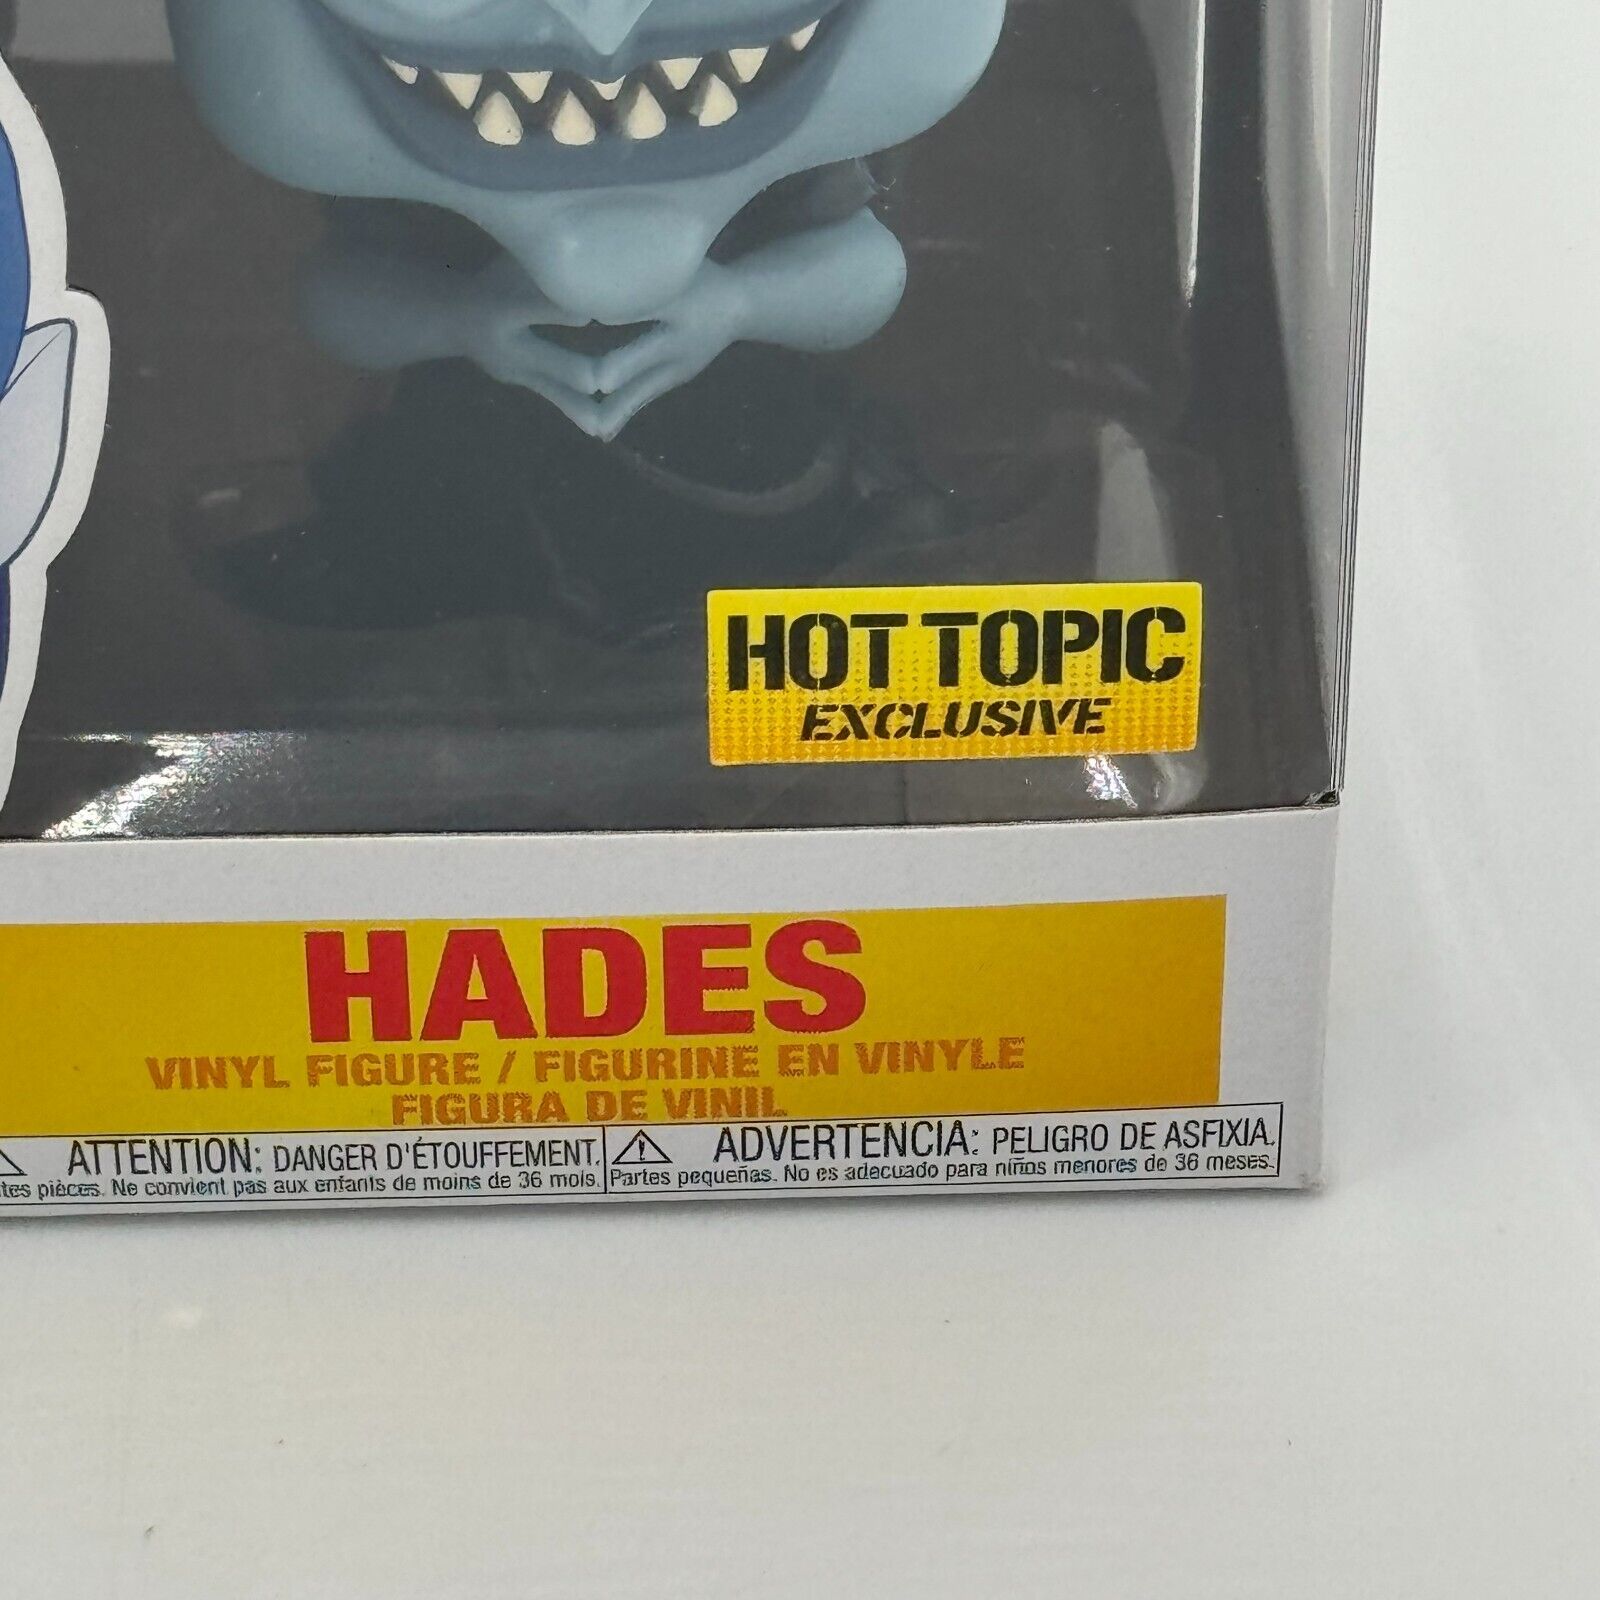 HOT TOPIC
EXCLUSIVE
HADES
VINYL FIGURE / FIGURINE EN VINYLE
FIGURA DE VINIL
ATTENTION: DANGER D'ÉTOUFFEMENT.
pièces. Ne convient pas aux enfants de moins de 36 mois.
ADVERTENCIA: PELIGRO DE ASFIXIA.
Partes pequeñas. No es adecuado para niños menores de 36 meses.